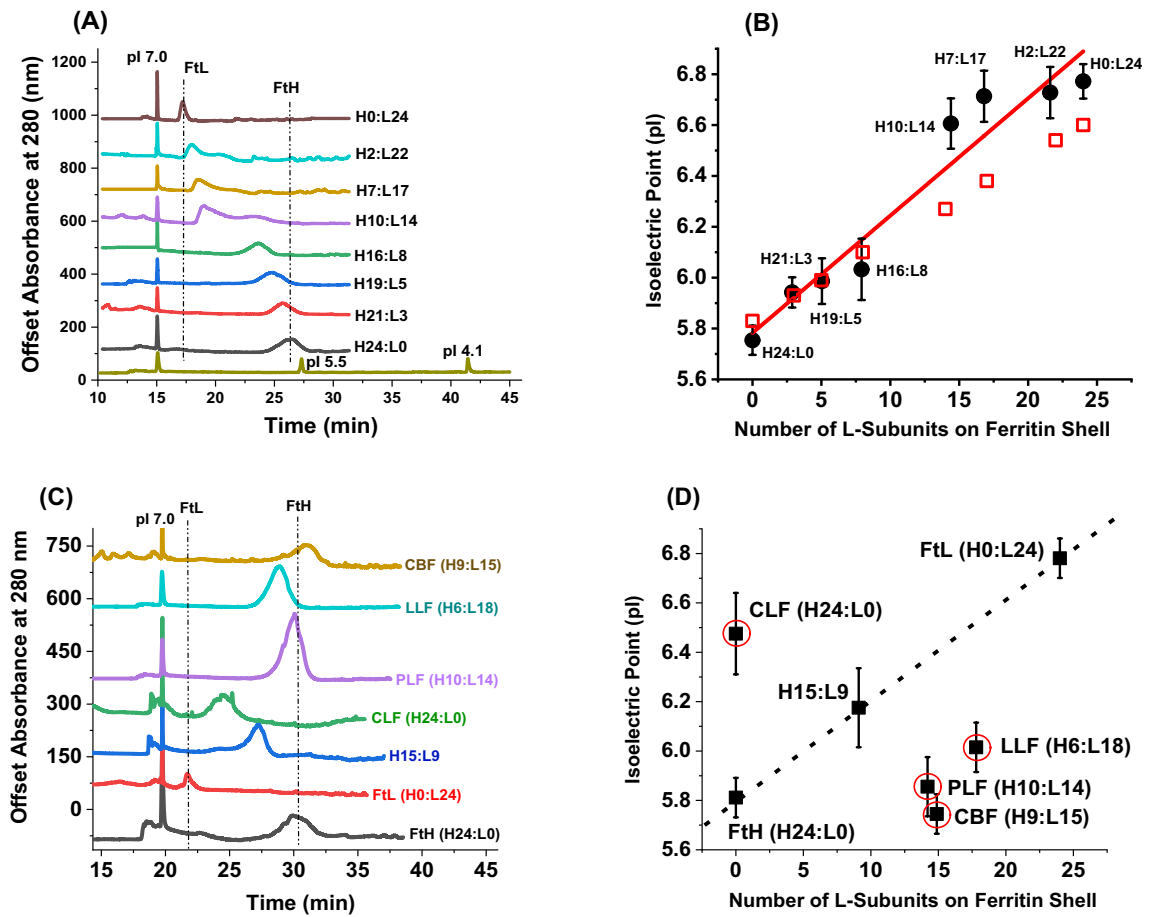 (A)
pI 7.0
FtL
FtH
1200
1000
800
600
400
200
0
H0:L24
H2:L22
H7:L17
H10:L14
H16:L8
H19:L5
H21:L3
H24:L0
pI 5.5
pI 4.1
10 15 20 25 30 35 40 45
Time (min)
Offset Absorbance at 280 (nm)
(B)
H7:L17
H2:L22
H0:L24
H10:L14
H21:L3
H16:L8
H19:L5
H24:L0
6.8
6.6
6.4
6.2
6.0
5.8
5.6
0 5 10 15 20 25
Number of L-Subunits on Ferritin Shell
Isoelectric Point (pI)
(C)
pI 7.0
FtL
FtH
750
600
450
300
150
0
CBF (H9:L15)
LLF (H6:L18)
PLF (H10:L14)
CLF (H24:L0)
H15:L9
FtL (H0:L24)
FtH (H24:L0)
15 20 25 30 35 40 45
Time (min)
Offset Absorbance at 280 nm
(D)
FtL (H0:L24)
CLF (H24:L0)
H15:L9
LLF (H6:L18)
PLF (H10:L14)
CBF (H9:L15)
FtH (H24:L0)
6.8
6.6
6.4
6.2
6.0
5.8
5.6
0 5 10 15 20 25
Number of L-Subunits on Ferritin Shell
Isoelectric Point (pI)